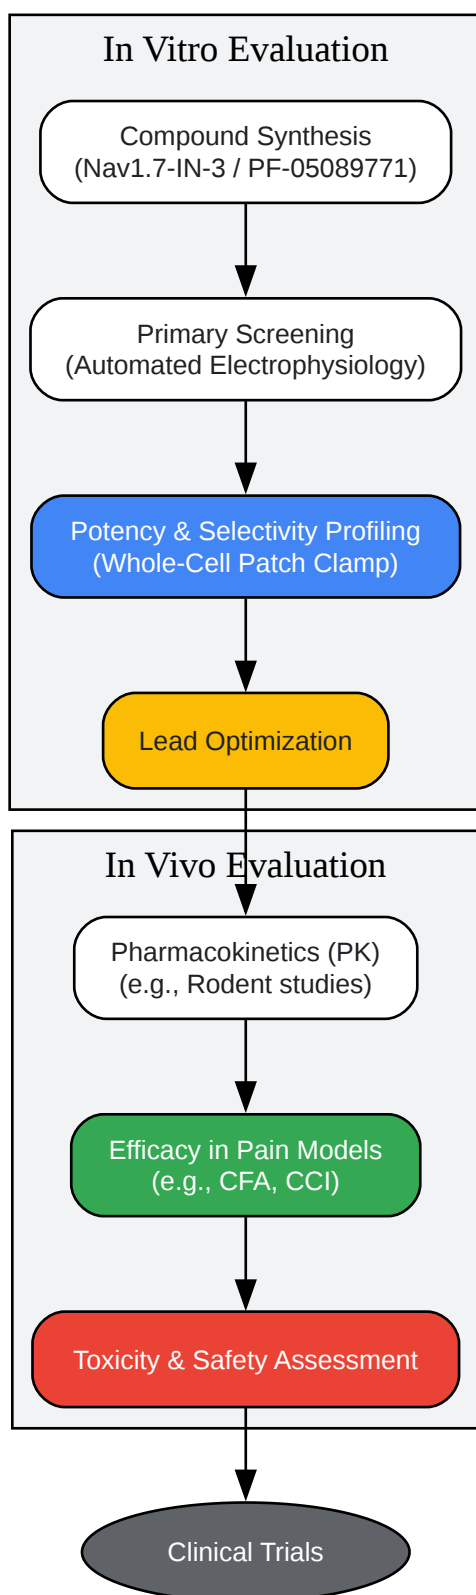 In Vitro Evaluation
Compound Synthesis
(Nav1.7-IN-3 / PF-05089771)
Primary Screening
(Automated Electrophysiology)
Potency & Selectivity Profiling
(Whole-Cell Patch Clamp)
Lead Optimization
In Vivo Evaluation
Pharmacokinetics (PK)
(e.g., Rodent studies)
Efficacy in Pain Models
(e.g., CFA, CCI)
Toxicity & Safety Assessment
Clinical Trials